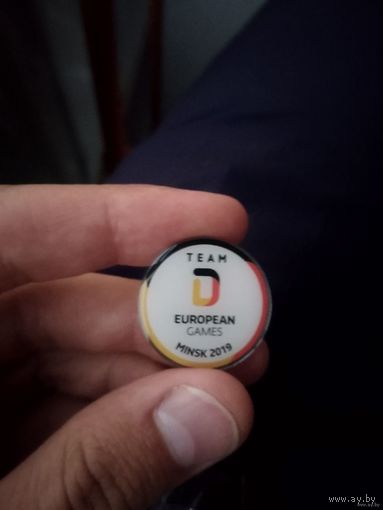 TEAM
D
EUROPEAN
GAMES
MINSK 2019
www.ay.by